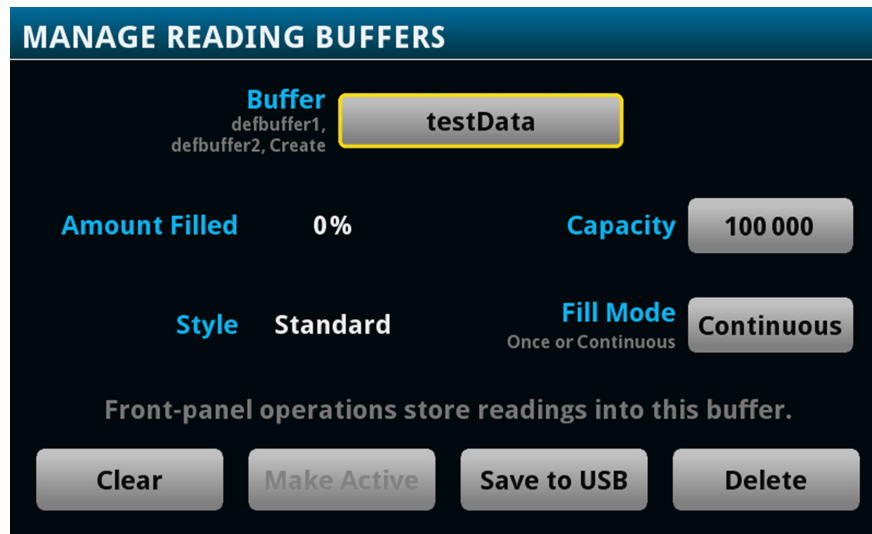 MANAGE READING BUFFERS
Buffer
defbuffer1,
defbuffer2, Create
testData
Amount Filled 0% Capacity 100 000
Style Standard Fill Mode
Once or Continuous
Continuous
Front-panel operations store readings into this buffer.
Clear Make Active Save to USB Delete